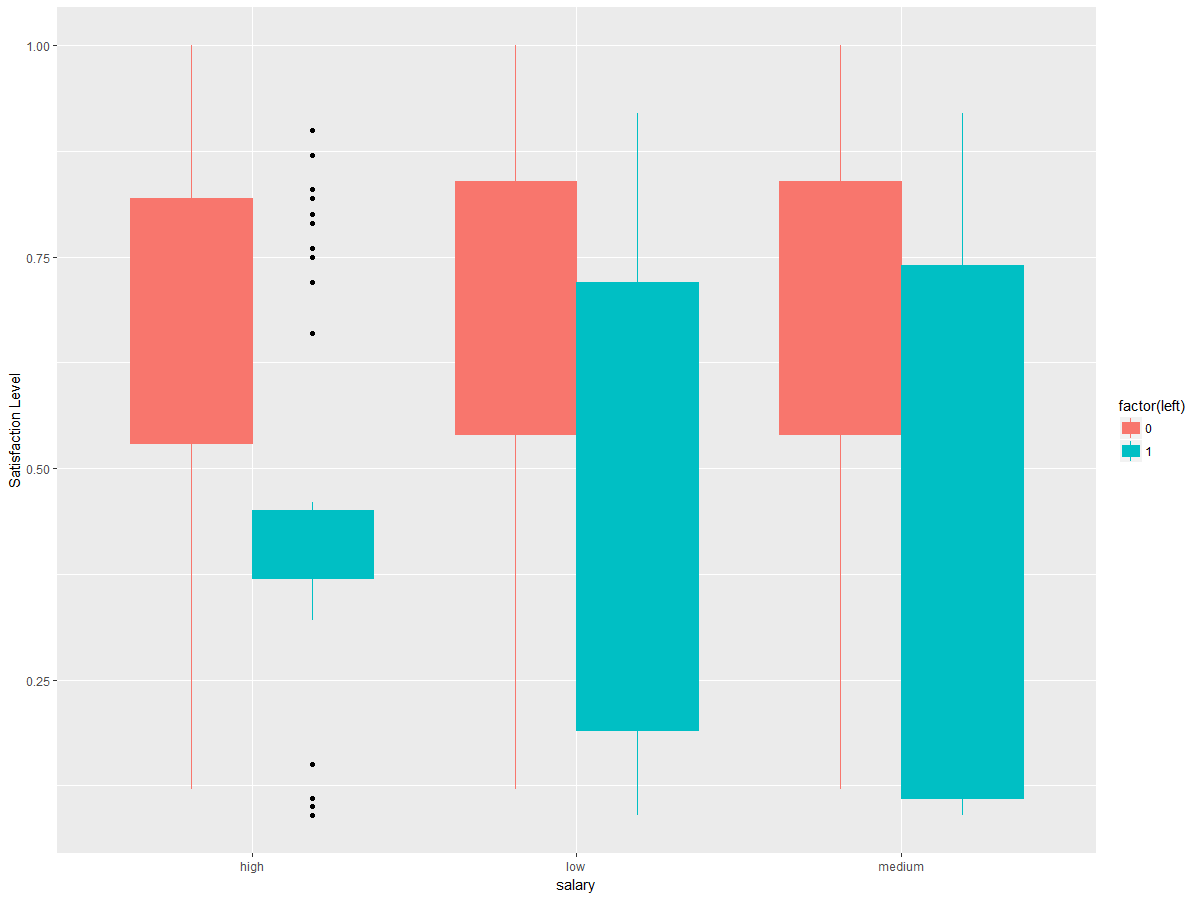 1.00
0.75
0.50
0.25
Satisfaction Level
high
low
medium
salary
factor(left)
0
1